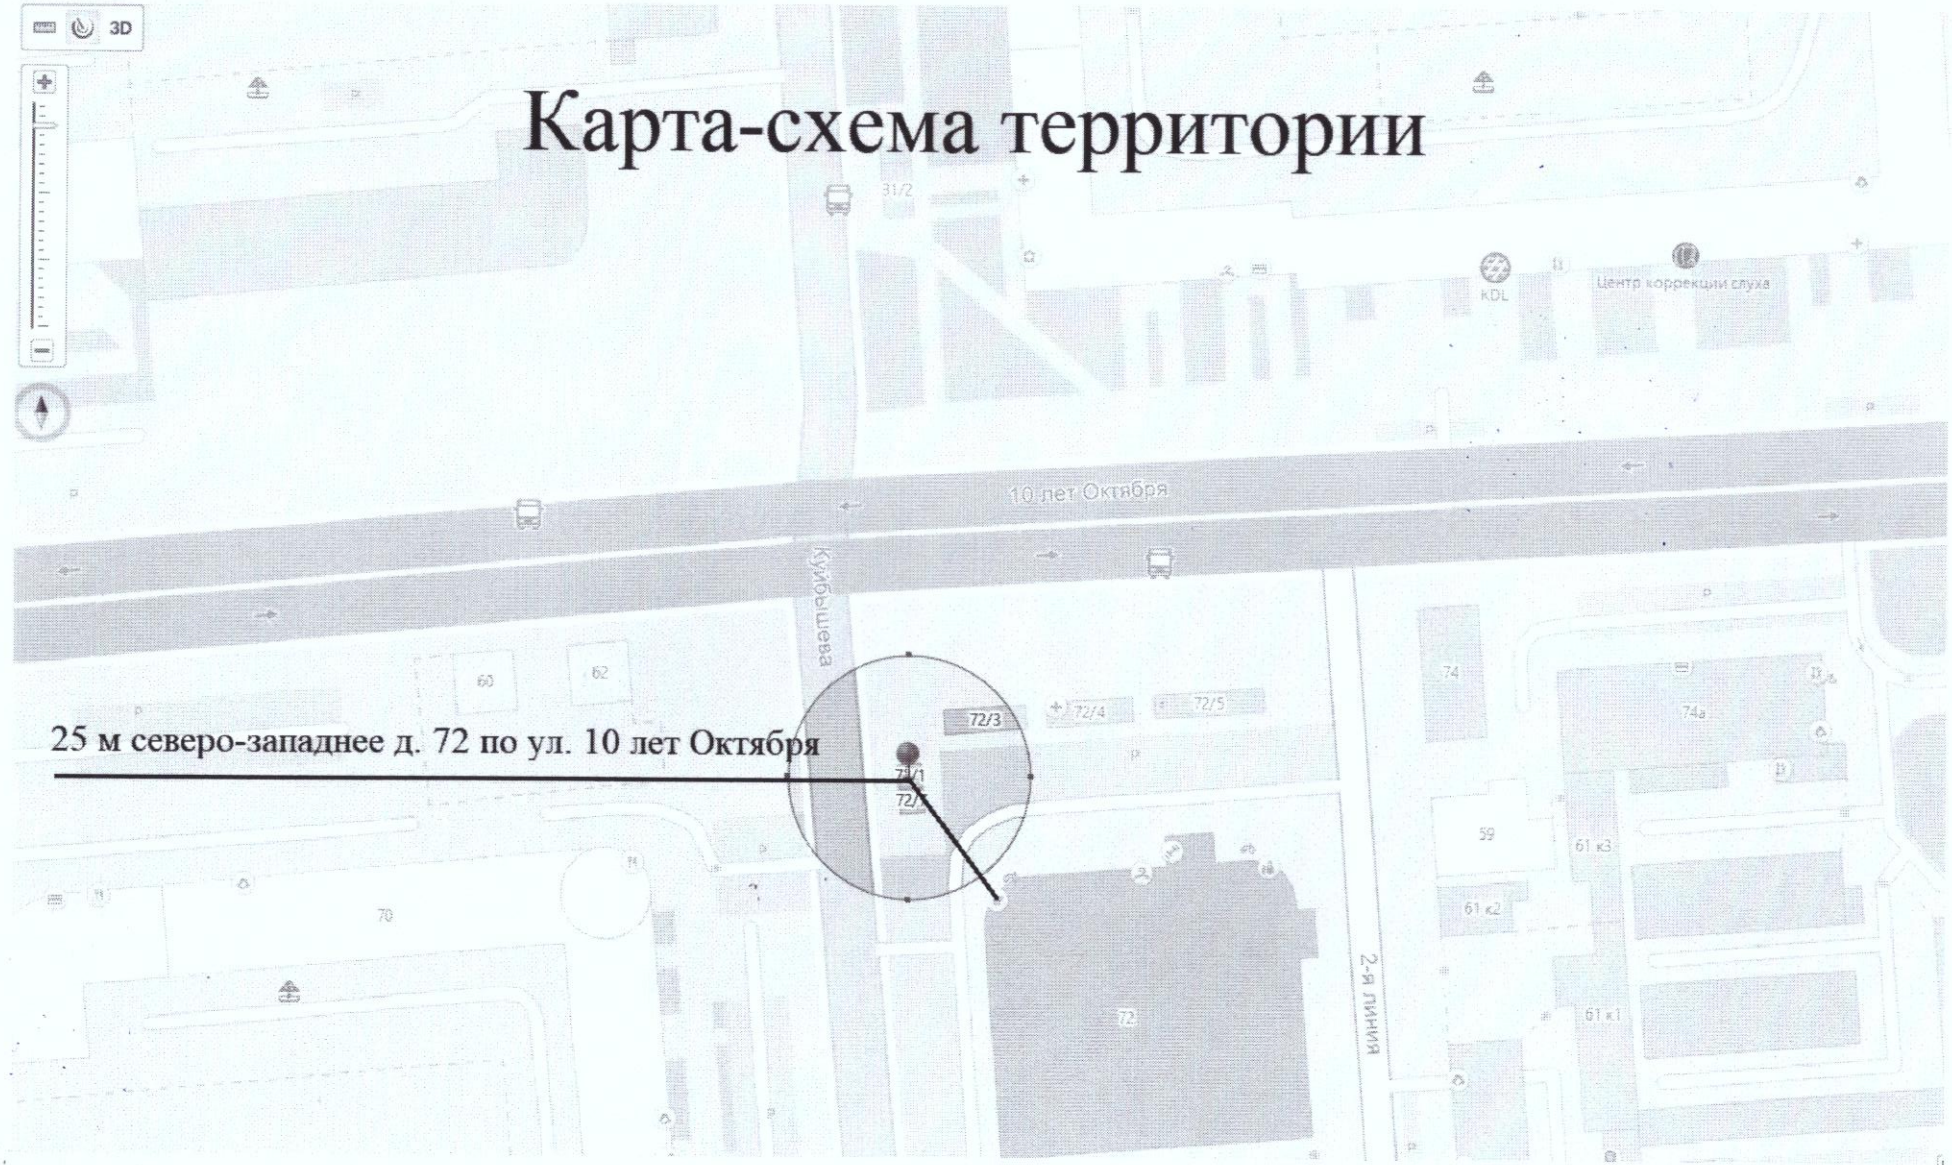 3D
Карта-схема территории
31/2
KDL
Центр коррекции слуха
10 лет Октября
Куйбышева
60
62
74
72/3
72/4
72/5
74а
25 м северо-западнее д. 72 по ул. 10 лет Октября
59
61 к3
70
61 к2
2-я линия
72
61 к1